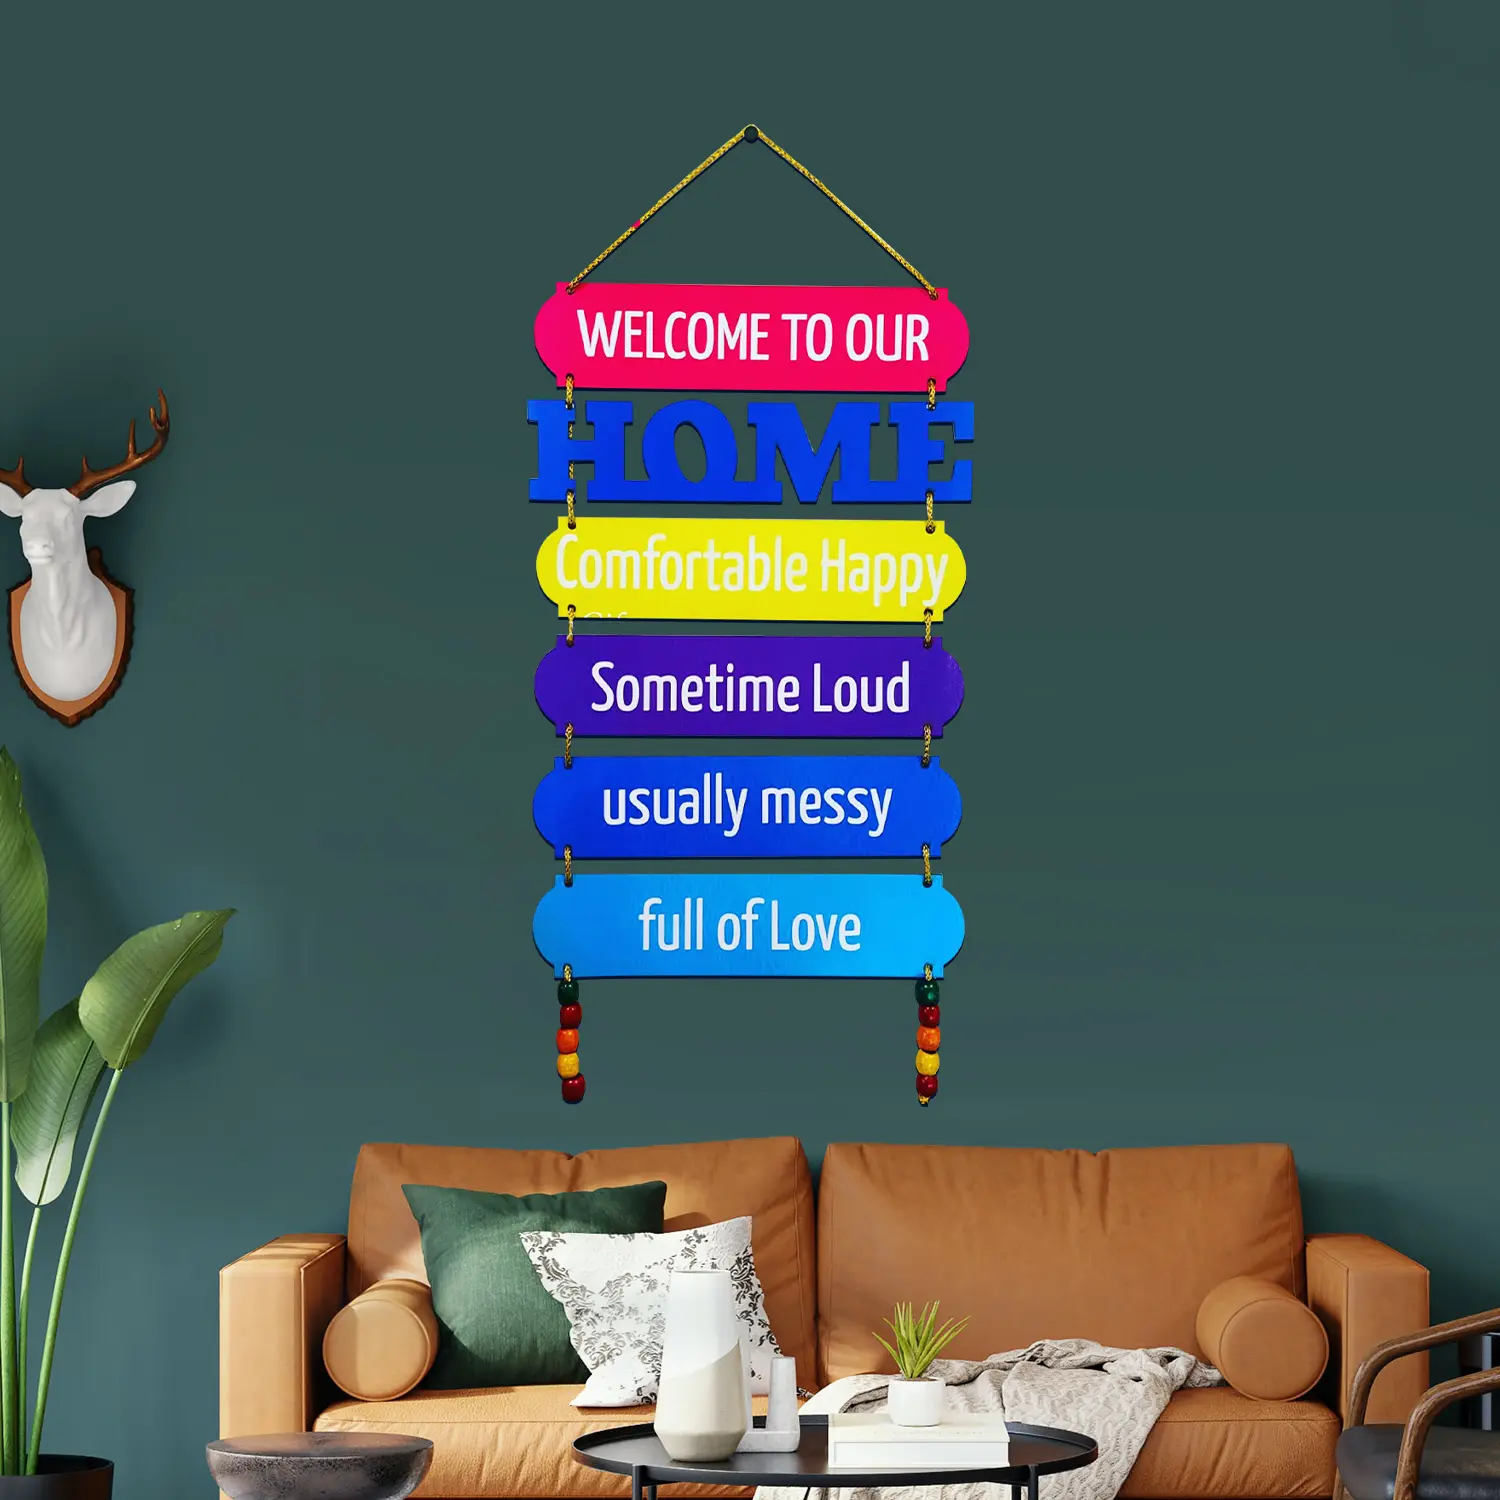 WELCOME TO OUR
HOME
Comfortable Happy
Sometime Loud
usually messy
full of Love